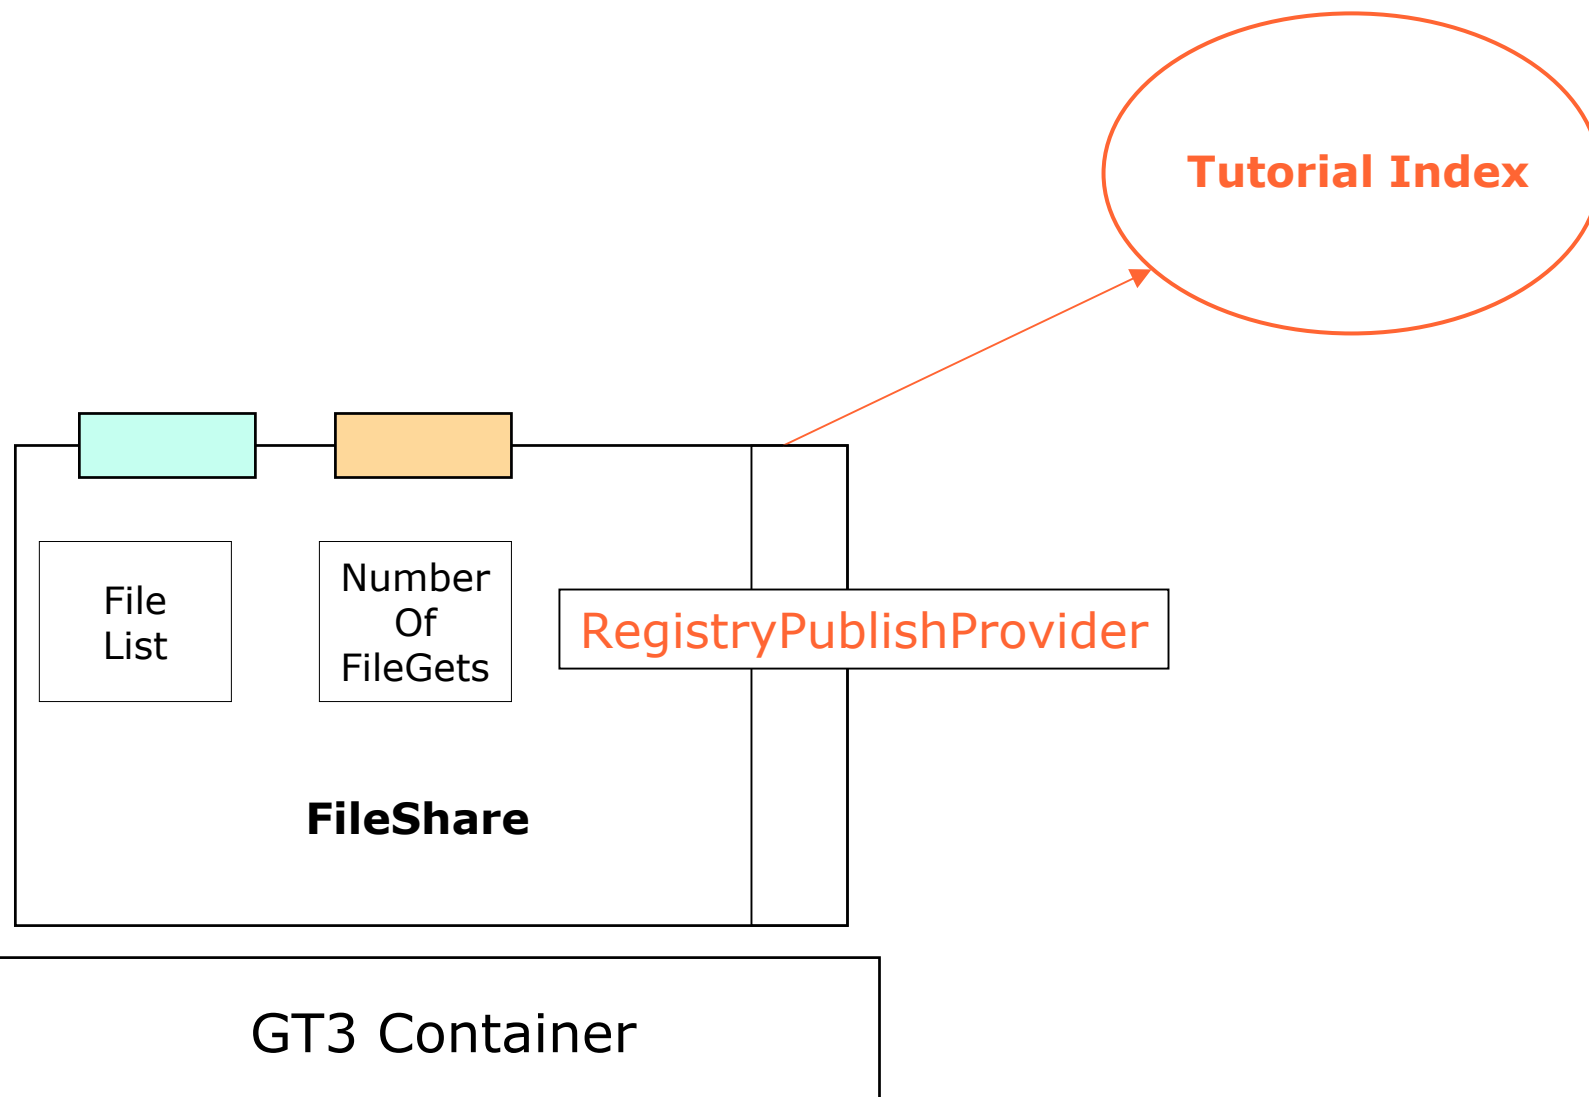 Tutorial Index
File
List
Number
Of
FileGets
RegistryPublishProvider
FileShare
GT3 Container